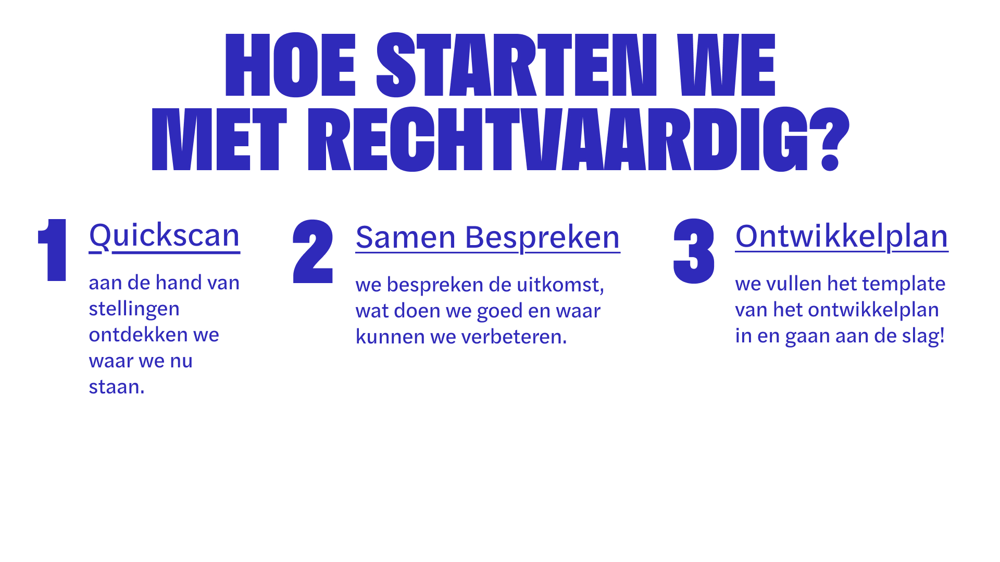 HOE STARTEN WE
MET RECHTVAARDIG?
1
Quickscan
aan de hand van
stellingen
ontdekken we
waar we nu
staan.
2
Samen Bespreken
we bespreken de uitkomst,
wat doen we goed en waar
kunnen we verbeteren.
3
Ontwikkelplan
we vullen het template
van het ontwikkelplan
in en gaan aan de slag!